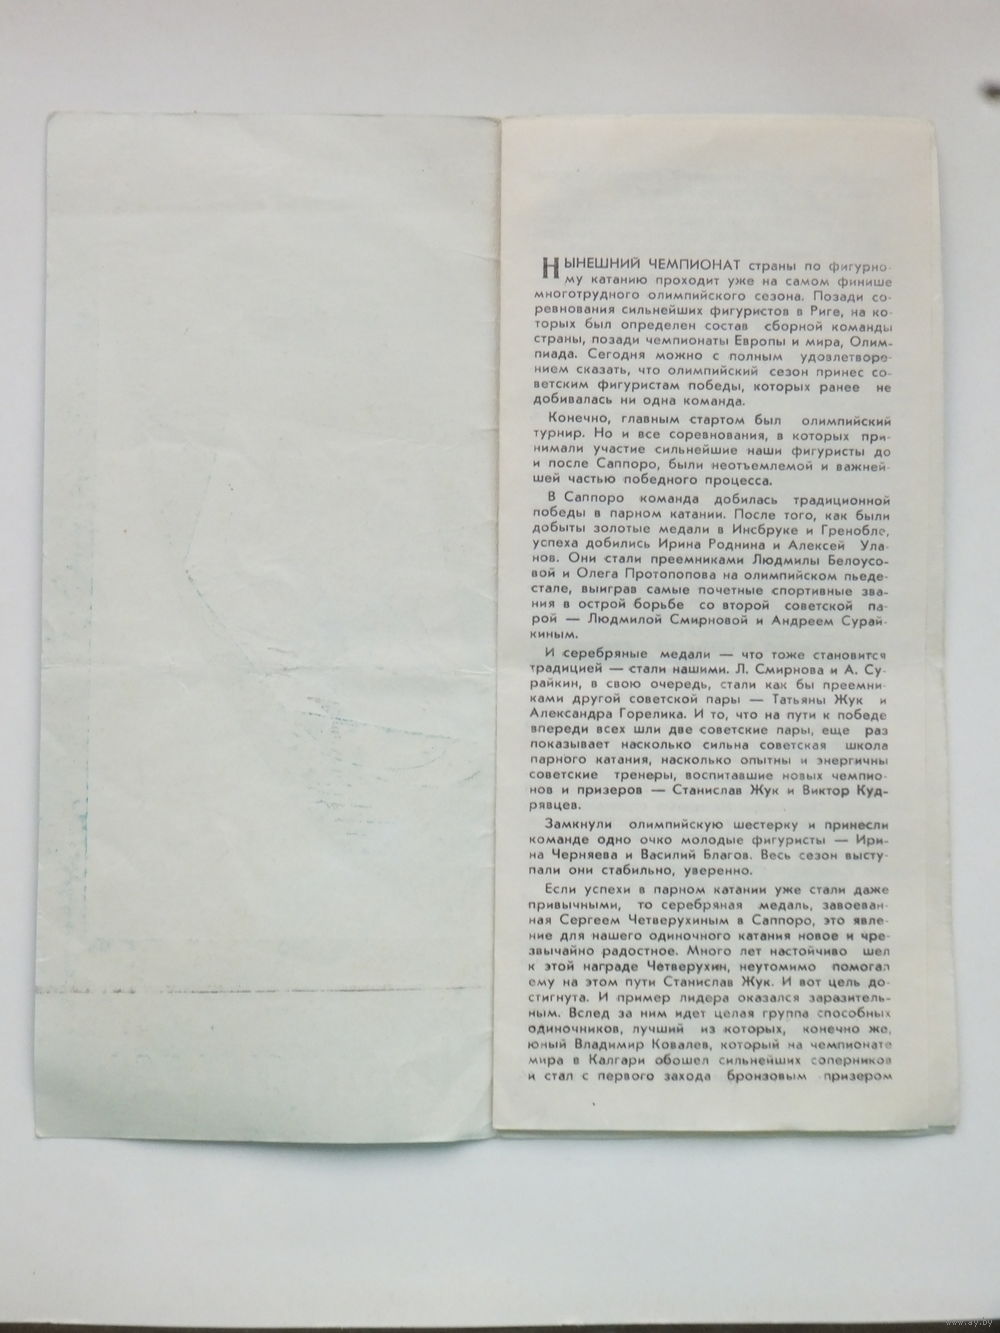 НЫНЕШНИЙ ЧЕМПИОНАТ страны по фигурно-
му катанию проходит уже на самом финише
многотрудного олимпийского сезона. Позади со-
ревнования сильнейших фигуристов в Риге, на ко-
торых был определен состав сборной команды
страны, позади чемпионаты Европы и мира, Олим-
пиада. Сегодня можно с полным удовлетворе-
нием сказать, что олимпийский сезон принес со-
ветским фигуристам победы, которых ранее не
добивалась ни одна команда.
Конечно, главным стартом был олимпийский
турнир. Но и все соревнования, в которых при-
нимали участие сильнейшие наши фигуристы до
и после Саппоро, были неотъемлемой и важней-
шей частью победного процесса.
В Саппоро команда добилась традиционной
победы в парном катании. После того, как были
добыты золотые медали в Инсбруке и Гренобле,
успеха добились Ирина Роднина и Алексей Ула-
нов. Они стали преемниками Людмилы Белоусо-
вой и Олега Протопопова на олимпийском пьеде-
стале, выиграв самые почетные спортивные зва-
ния в острой борьбе со второй советской па-
рой — Людмилой Смирновой и Андреем Сурай-
киным.
И серебряные медали — что тоже становится
традицией — стали нашими. Л. Смирнова и А. Су-
райкин, в свою очередь, стали как бы преемни-
ками другой советской пары — Татьяны Жук и
Александра Горелика. И то, что на пути к победе
впереди всех шли две советские пары, еще раз
показывает насколько сильна советская школа
парного катания, насколько опытны и энергичны
советские тренеры, воспитавшие новых чемпио-
нов и призеров — Станислав Жук и Виктор Куд-
рявцев.
Замкнули олимпийскую шестерку и принесли
команде одно очко молодые фигуристы — Ири-
на Черняева и Василий Благов. Весь сезон высту-
пали они стабильно, уверенно.
Если успехи в парном катании уже стали даже
привычными, то серебряная медаль, завоеван-
ная Сергеем Четверухиным в Саппоро, это явле-
ние для нашего одиночного катания новое и чре-
звычайно радостное. Много лет настойчиво шел
к этой награде Четверухин, неутомимо помогал
ему на этом пути Станислав Жук. И вот цель до-
стигнута. И пример лидера оказался заразитель-
ным. Вслед за ним идет целая группа способных
одиночников, лучший из которых, конечно же,
юный Владимир Ковалев, который на чемпионате
мира в Калгари обошел сильнейших соперников
и стал с первого захода бронзовым призером
www.ay.by